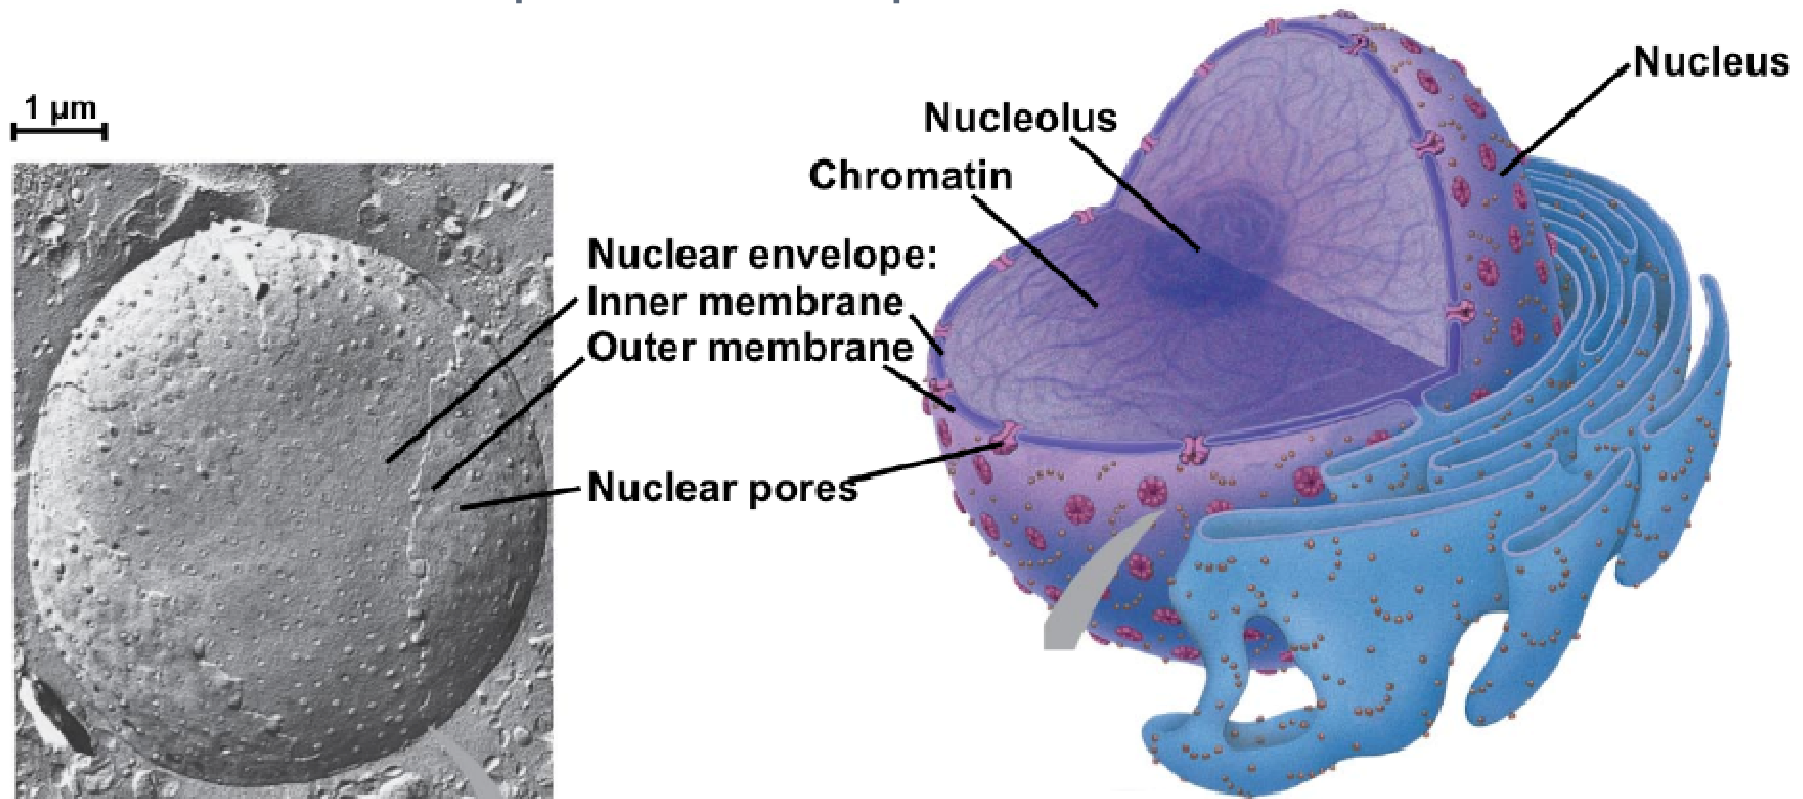 1 µm
Nucleolus
Nucleus
Chromatin
Nuclear envelope:
Inner membrane
Outer membrane
Nuclear pores